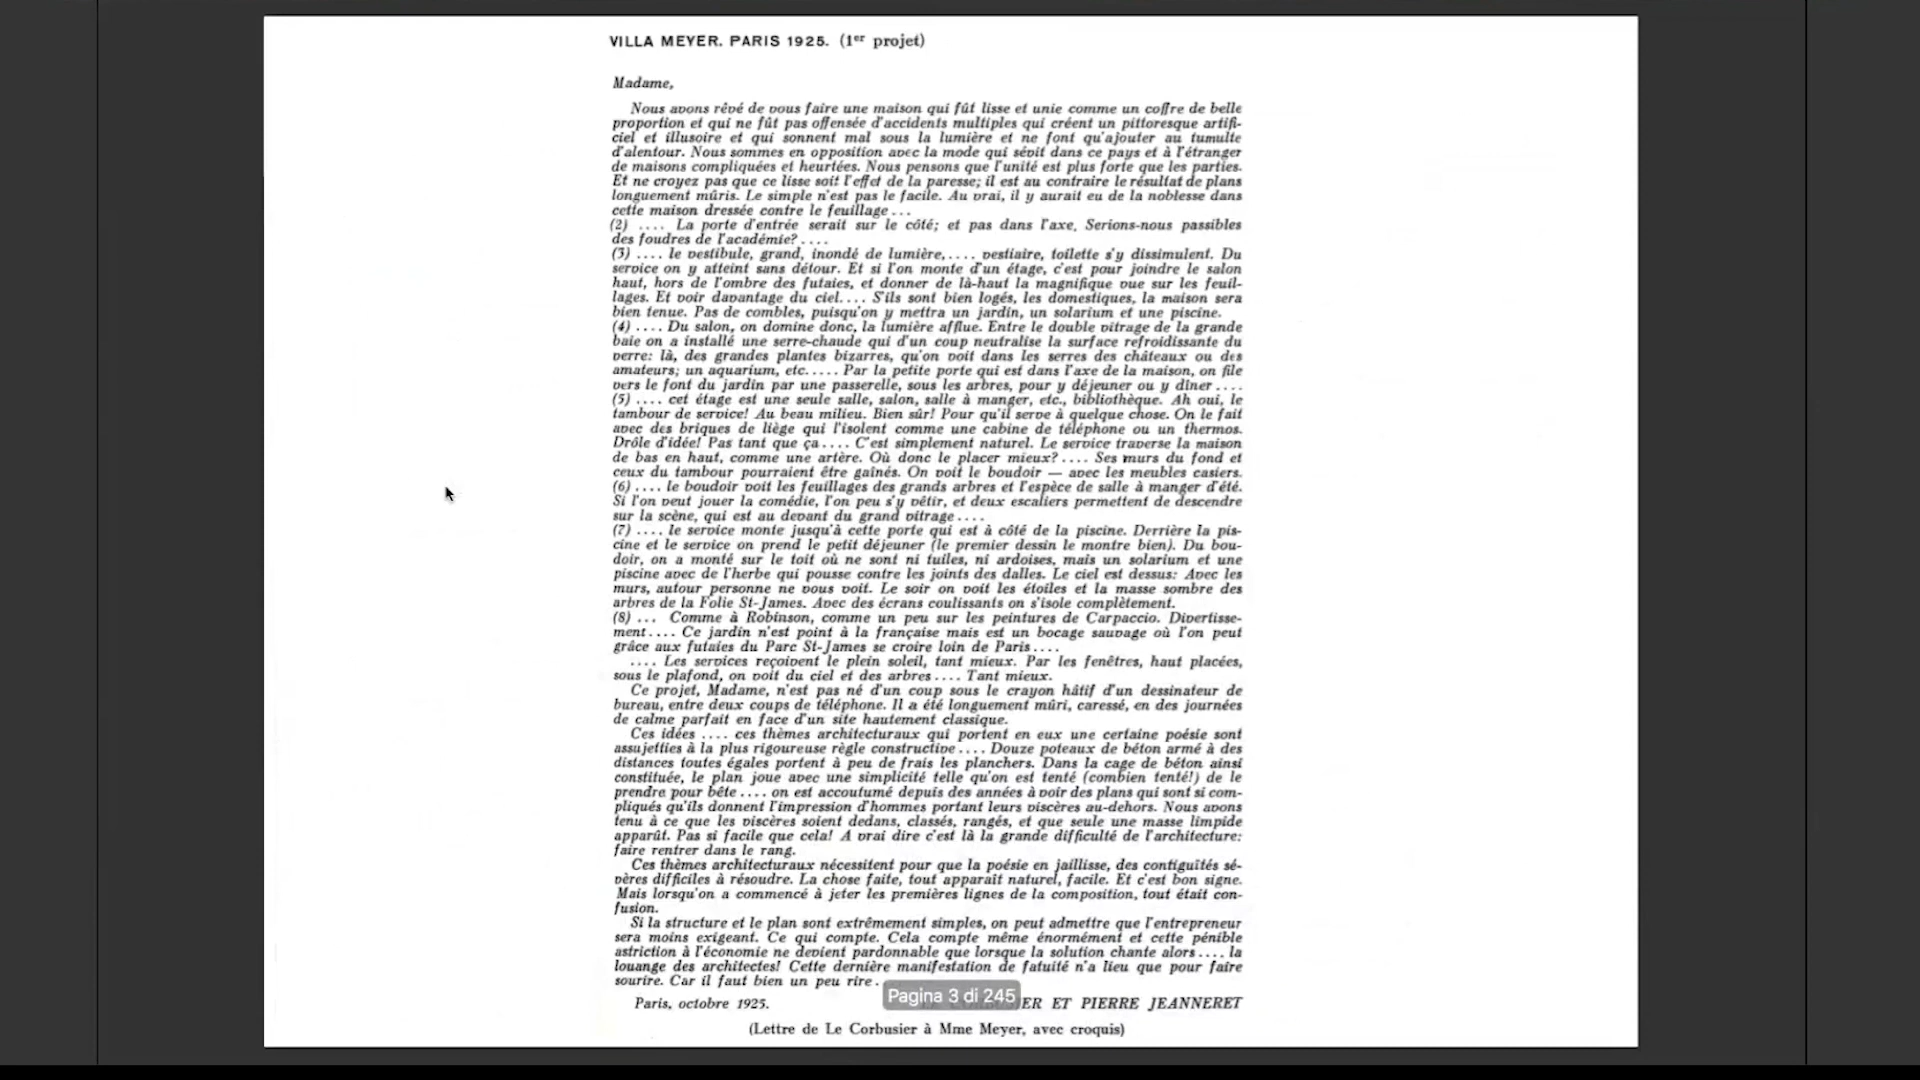 VILLA MEYER. PARIS 1925. (1er projet)
Madame,
Nous avons rêvé de vous faire une maison qui fût lisse et unie comme un coffre de belle
proportion et qui ne fût pas offensée d'accidents multiples qui créent un pittoresque artifi-
ciel et illusoire et qui sonnent mal sous la lumière et ne font qu'ajouter au tumulte
d'alentour. Nous sommes en opposition avec la mode qui sévit dans ce pays et à l'étranger
de maisons compliquées et heurtées. Nous pensons que l'unité est plus forte que les parties.
Et ne croyez pas que ce lisse soit l'effet de la paresse; il est au contraire le résultat de plans
longuement mûris. Le simple n'est pas le facile. Au vrai, il y aurait eu de la noblesse dans
cette maison dressée contre le feuillage ...
(2) .... La porte d'entrée serait sur le côté; et pas dans l'axe. Serions-nous passibles
des foudres de l'académie? ....
(3) .... le vestibule, grand, inondé de lumière, .... vestiaire, toilette s'y dissimulent. Du
service on y atteint sans détour. Et si l'on monte d'un étage, c'est pour joindre le salon
haut, hors de l'ombre des futaies, et donner de là-haut la magnifique vue sur les feuil-
lages. Et voir davantage du ciel.... S'ils sont bien logés, les domestiques, la maison sera
bien tenue. Pas de combles, puisqu'on y mettra un jardin, un solarium et une piscine.
(4) .... Du salon, on domine donc, la lumière afflue. Entre le double vitrage de la grande
baie on a installé une serre-chaude qui d'un coup neutralise la surface refroidissante du
verre: là, des grandes plantes bizarres, qu'on voit dans les serres des châteaux ou des
amateurs; un aquarium, etc..... Par la petite porte qui est dans l'axe de la maison, on file
vers le font du jardin par une passerelle, sous les arbres, pour y déjeuner ou y dîner ....
(5) .... cet étage est une seule salle, salon, salle à manger, etc., bibliothèque. Ah oui, le
tambour de service! Au beau milieu. Bien sûr! Pour qu'il serve à quelque chose. On le fait
avec des briques de liège qui l'isolent comme une cabine de téléphone ou un thermos.
Drôle d'idée! Pas tant que ça.... C'est simplement naturel. Le service traverse la maison
de bas en haut, comme une artère. Où donc le placer mieux? .... Ses murs du fond et
ceux du tambour pourraient être gaînés. On voit le boudoir — avec les meubles casiers.
(6) .... le boudoir voit les feuillages des grands arbres et l'espèce de salle à manger d'été.
Si l'on veut jouer la comédie, l'on peu s'y vêtir, et deux escaliers permettent de descendre
sur la scène, qui est au devant du grand vitrage ....
(7) .... le service monte jusqu'à cette porte qui est à côté de la piscine. Derrière la pis-
cine et le service on prend le petit déjeuner (le premier dessin le montre bien). Du bou-
doir, on a monté sur le toit où ne sont ni tuiles, ni ardoises, mais un solarium et une
piscine avec de l'herbe qui pousse contre les joints des dalles. Le ciel est dessus: Avec les
murs, autour personne ne vous voit. Le soir on voit les étoiles et la masse sombre des
arbres de la Folie St-James. Avec des écrans coulissants on s'isole complètement.
(8) ... Comme à Robinson, comme un peu sur les peintures de Carpaccio. Divertisse-
ment.... Ce jardin n'est point à la française mais est un bocage sauvage où l'on peut
grâce aux futaies du Parc St-James se croire loin de Paris ....
.... Les services reçoivent le plein soleil, tant mieux. Par les fenêtres, haut placées,
sous le plafond, on voit du ciel et des arbres .... Tant mieux.
Ce projet, Madame, n'est pas né d'un coup sous le crayon hâtif d'un dessinateur de
bureau, entre deux coups de téléphone. Il a été longuement mûri, caressé, en des journées
de calme parfait en face d'un site hautement classique.
Ces idées .... ces thèmes architecturaux qui portent en eux une certaine poésie sont
assujetties à la plus rigoureuse règle constructive .... Douze poteaux de béton armé à des
distances toutes égales portent à peu de frais les planchers. Dans la cage de béton ainsi
constituée, le plan joue avec une simplicité telle qu'on est tenté (combien tenté!) de le
prendre pour bête .... on est accoutumé depuis des années à voir des plans qui sont si com-
pliqués qu'ils donnent l'impression d'hommes portant leurs viscères au-dehors. Nous avons
tenu à ce que les viscères soient dedans, classés, rangés, et que seule une masse limpide
apparût. Pas si facile que cela! A vrai dire c'est là la grande difficulté de l'architecture:
faire rentrer dans le rang.
Ces thèmes architecturaux nécessitent pour que la poésie en jaillisse, des contiguïtés sé-
vères difficiles à résoudre. La chose faite, tout apparaît naturel, facile. Et c'est bon signe.
Mais lorsqu'on a commencé à jeter les premières lignes de la composition, tout était con-
fusion.
Si la structure et le plan sont extrêmement simples, on peut admettre que l'entrepreneur
sera moins exigeant. Ce qui compte. Cela compte même énormément et cette pénible
astriction à l'économie ne devient pardonnable que lorsque la solution chante alors .... la
louange des architectes! Cette dernière manifestation de fatuité n'a lieu que pour faire
sourire. Car il faut bien un peu rire.
Pagina 3 di 245
Paris, octobre 1925. ER ET PIERRE JEANNERET
(Lettre de Le Corbusier à Mme Meyer, avec croquis)